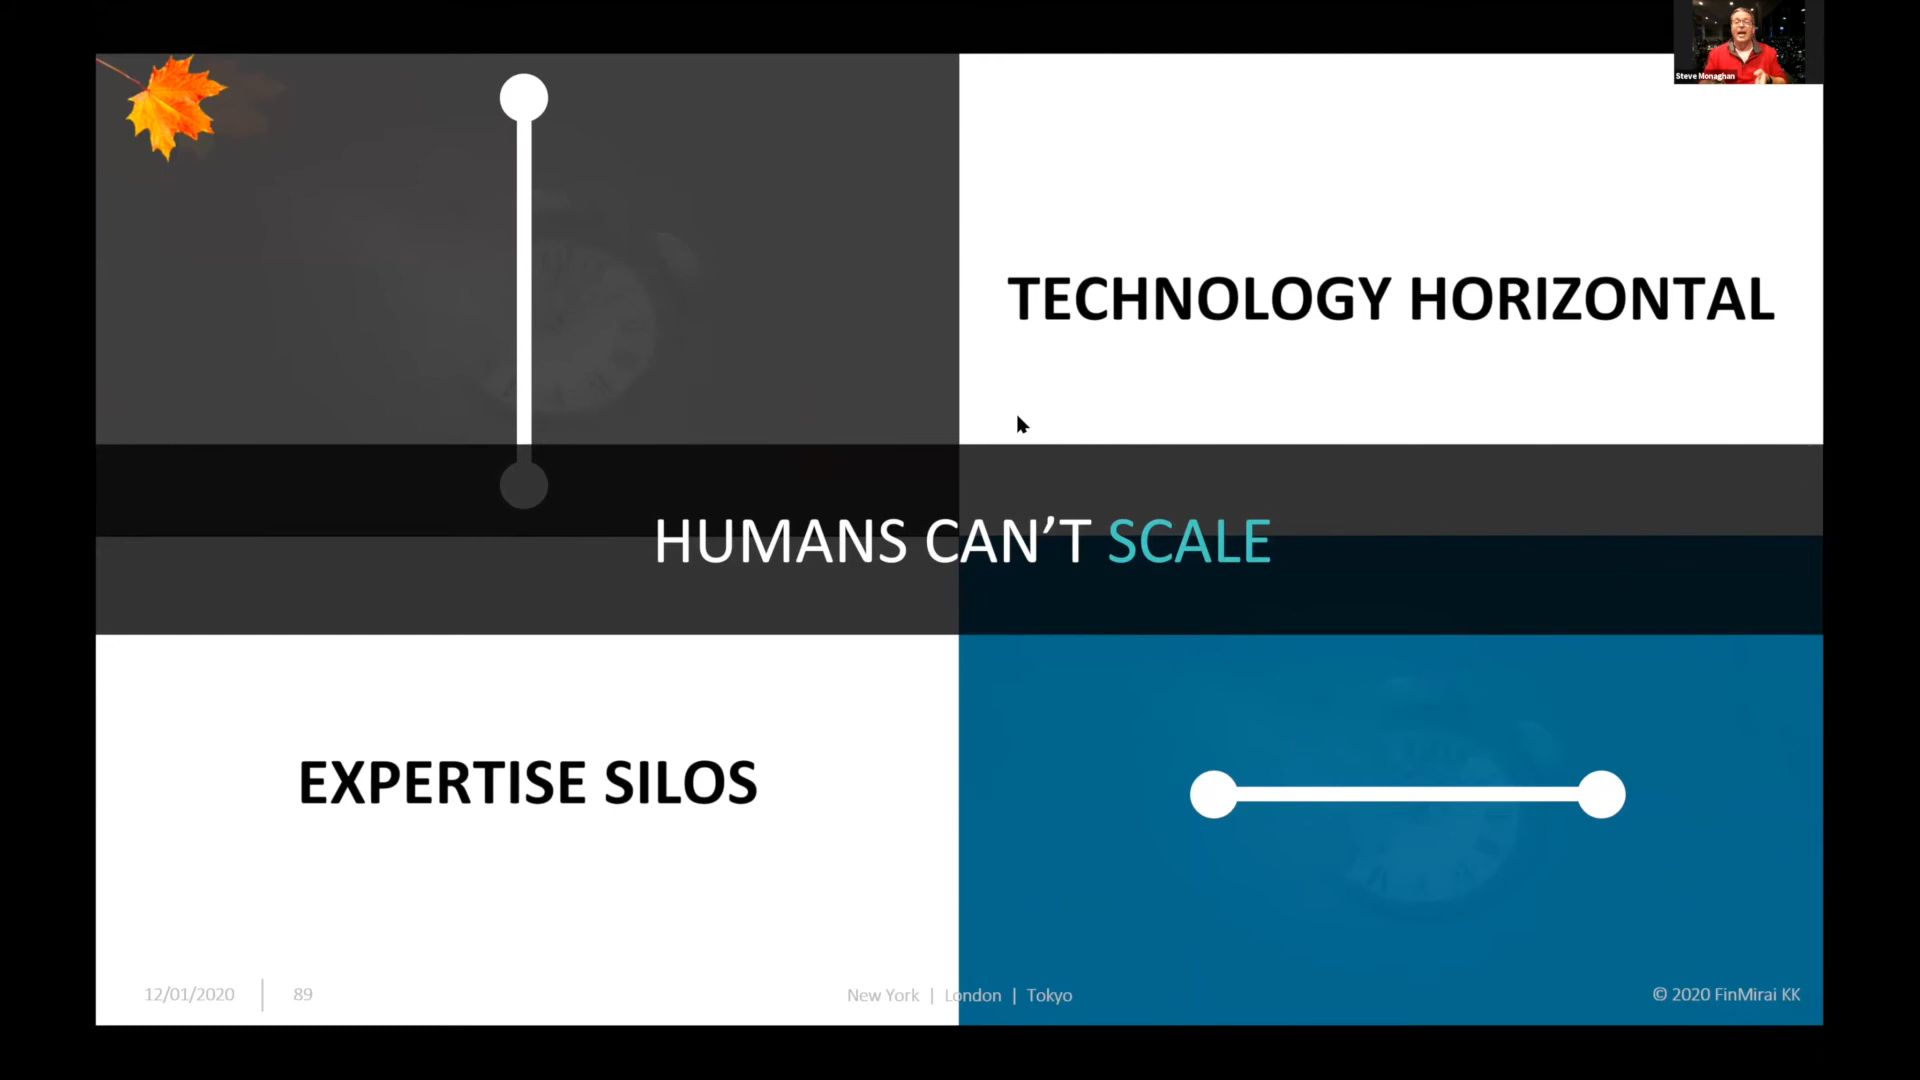 Steve Monaghan
TECHNOLOGY HORIZONTAL
HUMANS CAN’T SCALE
EXPERTISE SILOS
12/01/2020 | 89
New York | London | Tokyo
© 2020 FinMirai KK